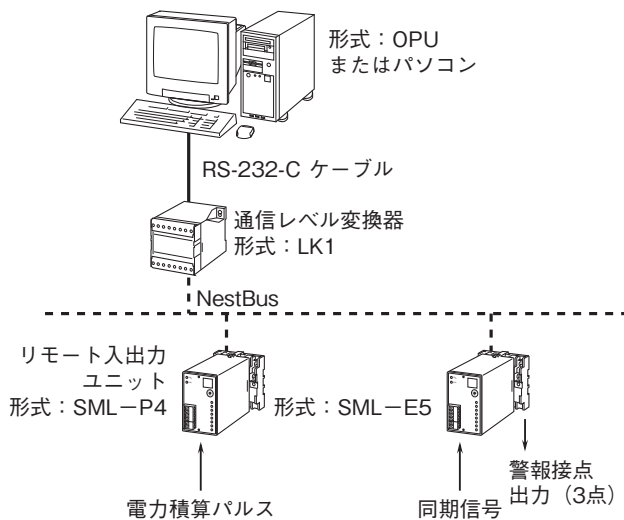 形式：OPU
またはパソコン
RS-232-C ケーブル
通信レベル変換器
形式：LK1
NestBus
リモート入出力
ユニット
形式：SML－P4
形式：SML－E5
電力積算パルス
同期信号
警報接点
出力（3点）